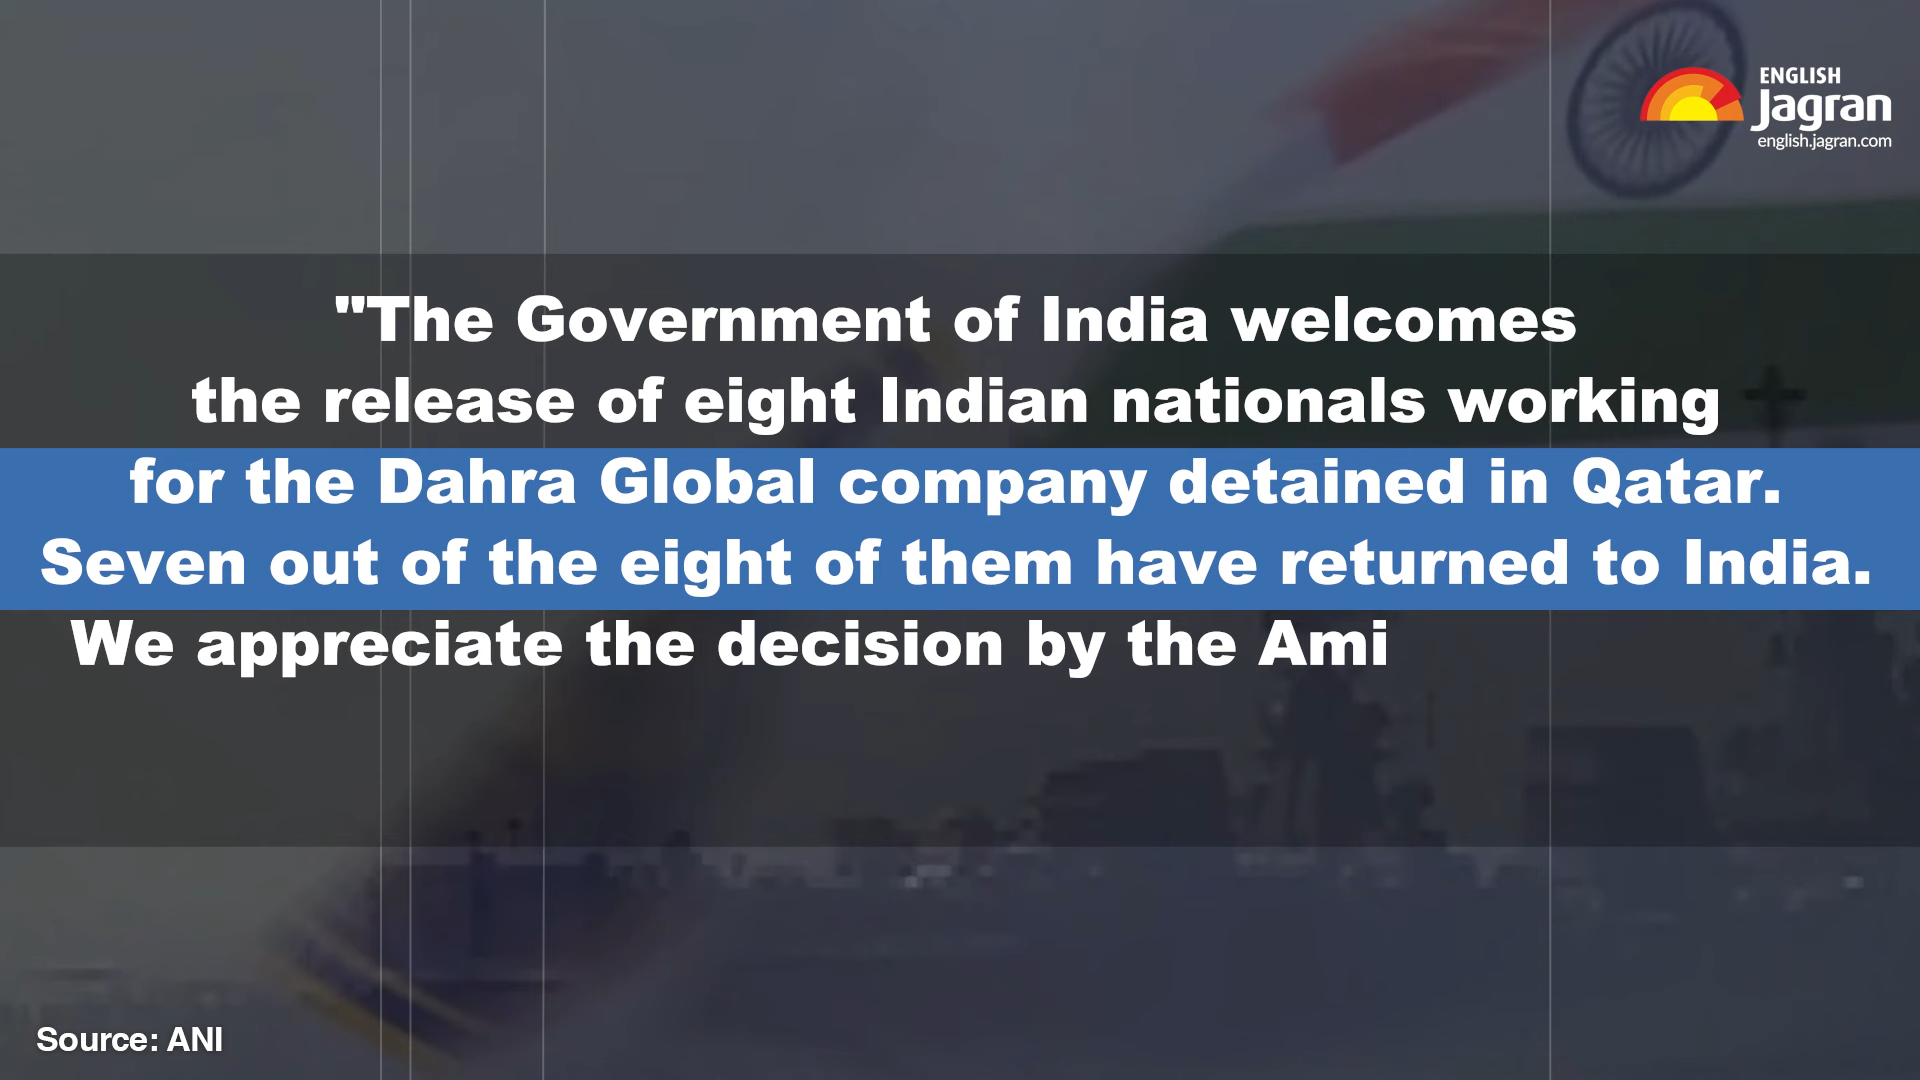 ENGLISH
Jagran
english.jagran.com
"The Government of India welcomes
the release of eight Indian nationals working
for the Dahra Global company detained in Qatar.
Seven out of the eight of them have returned to India.
We appreciate the decision by the Ami
Source: ANI